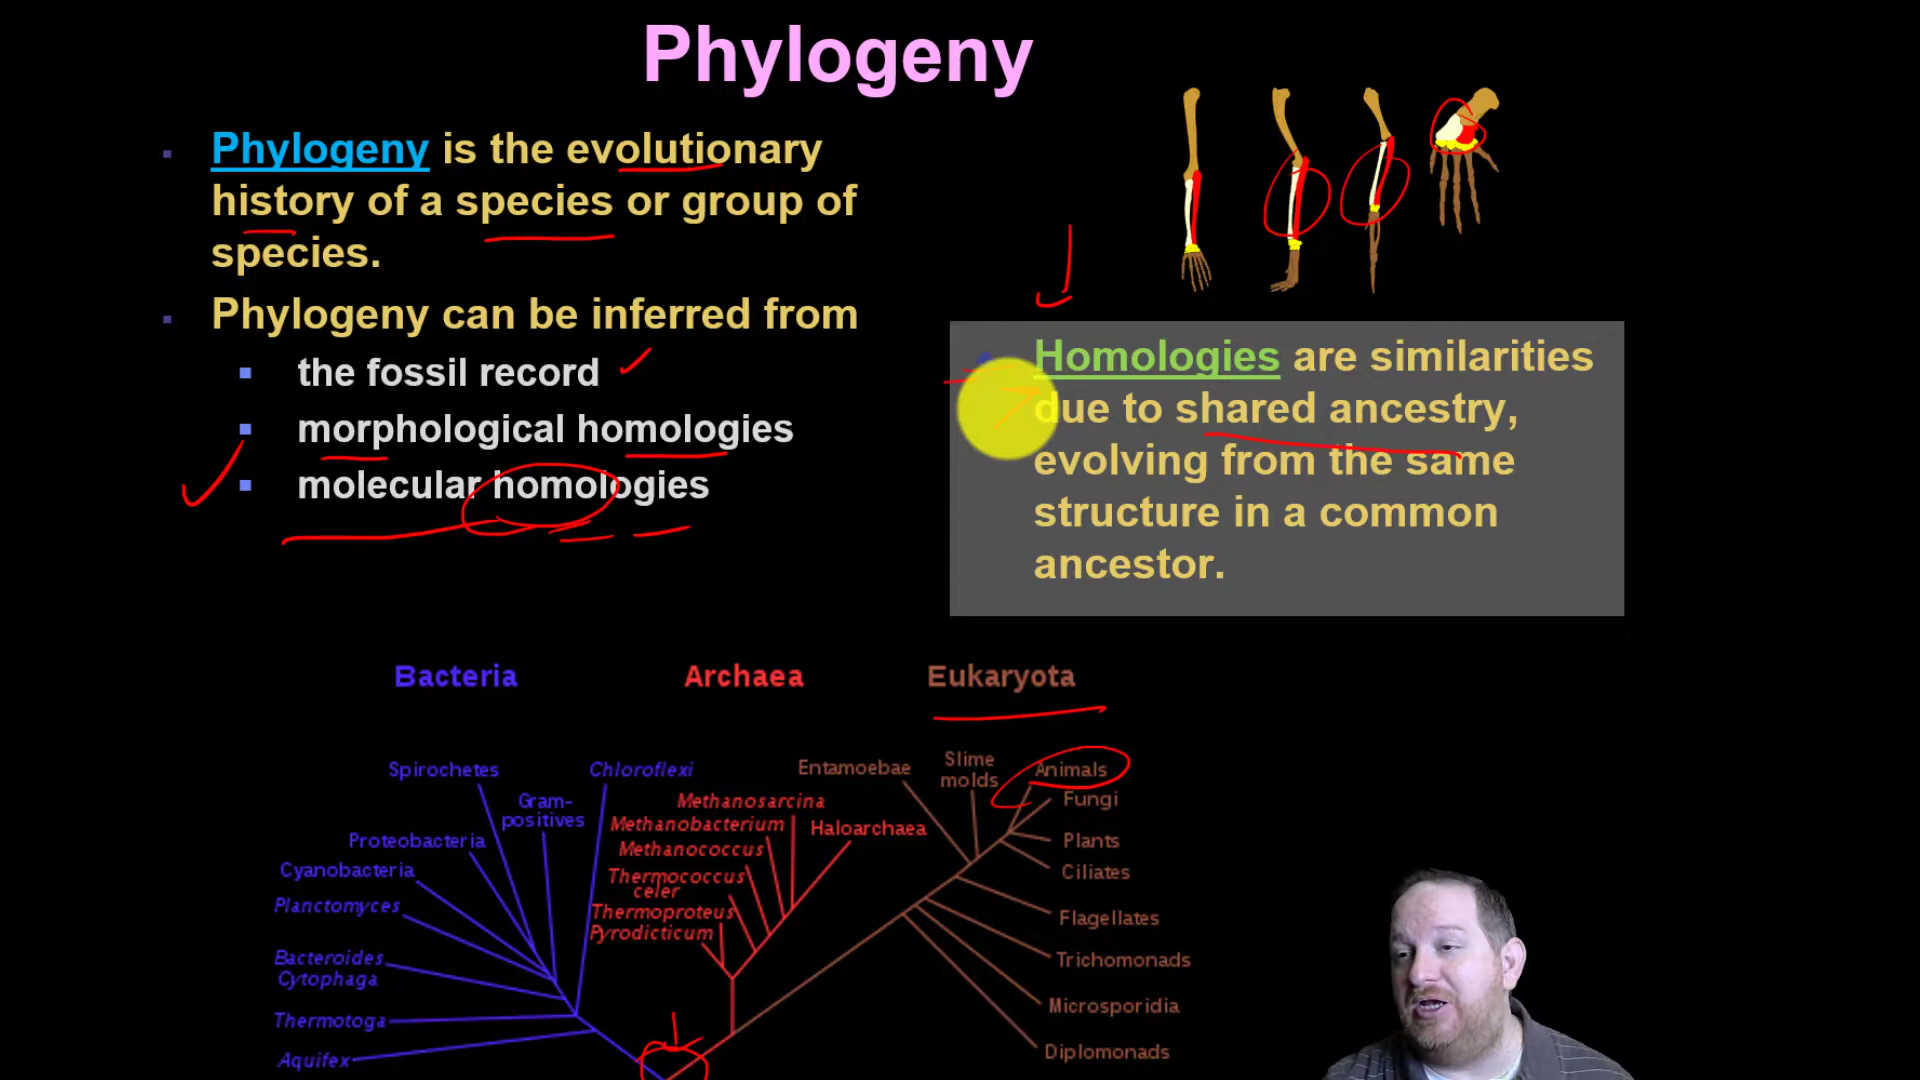 Phylogeny
Phylogeny is the evolutionary
history of a species or group of
species.
Phylogeny can be inferred from
the fossil record
morphological homologies
molecular homologies
Homologies are similarities
due to shared ancestry,
evolving from the same
structure in a common
ancestor.
Bacteria
Archaea
Eukaryota
Spirochetes
Chloroflexi
Gram-
positives
Proteobacteria
Cyanobacteria
Planctomyces
Bacteroides
Cytophaga
Thermotoga
Aquifex
Methanosarcina
Methanobacterium
Haloarchaea
Methanococcus
Thermococcus
celer
Thermoproteus
Pyrodicticum
Entamoebae
Slime
molds
Animals
Fungi
Plants
Ciliates
Flagellates
Trichomonads
Microsporidia
Diplomonads